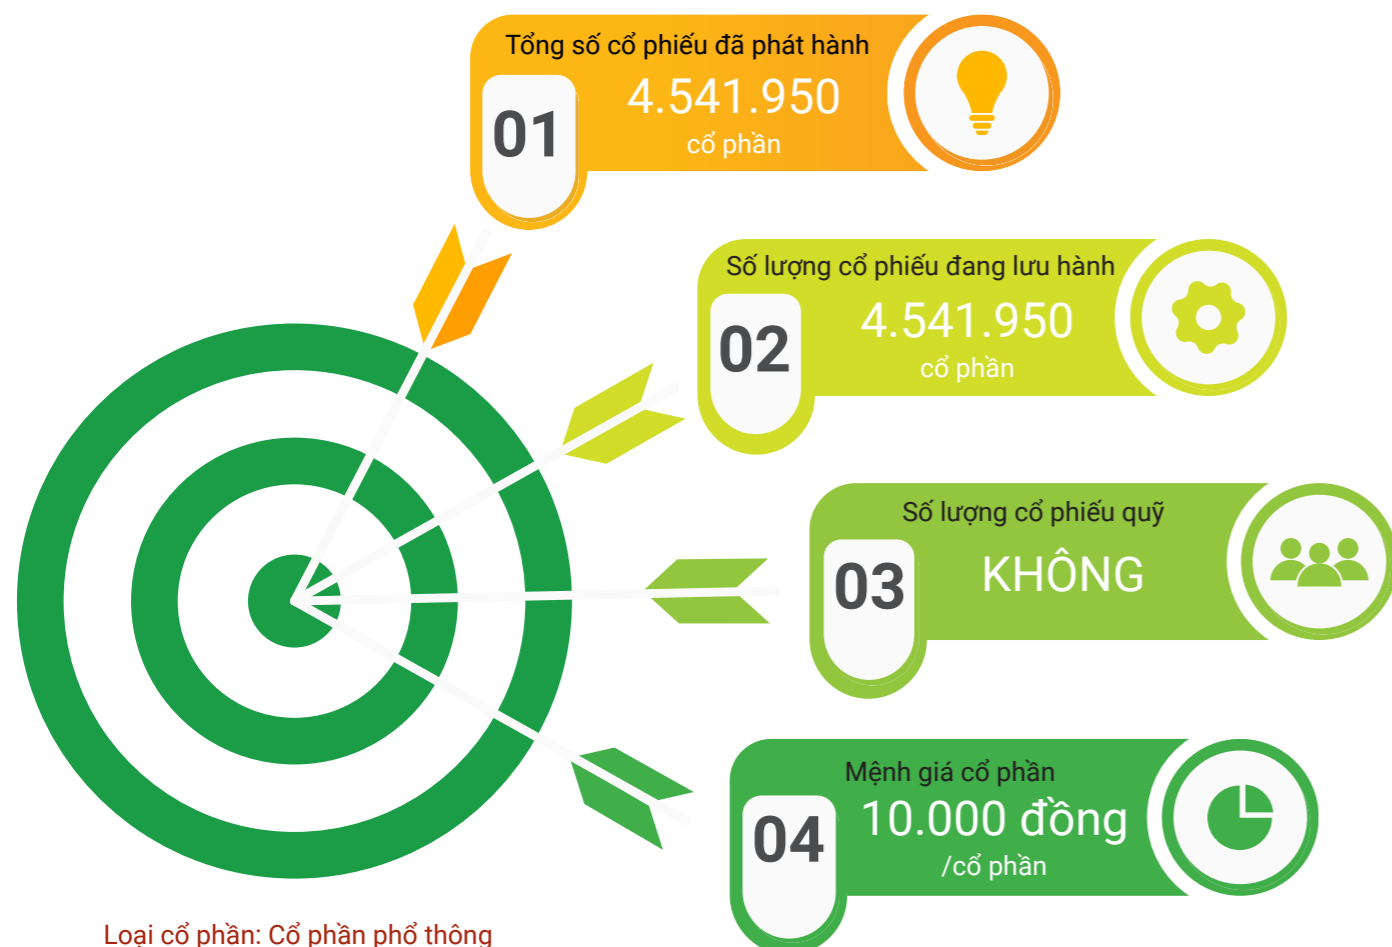 Tổng số cổ phiếu đã phát hành
01
4.541.950
cổ phần
Số lượng cổ phiếu đang lưu hành
02
4.541.950
cổ phần
Số lượng cổ phiếu quỹ
03
KHÔNG
Mệnh giá cổ phần
04
10.000 đồng
/cổ phần
Loại cổ phần: Cổ phần phổ thông